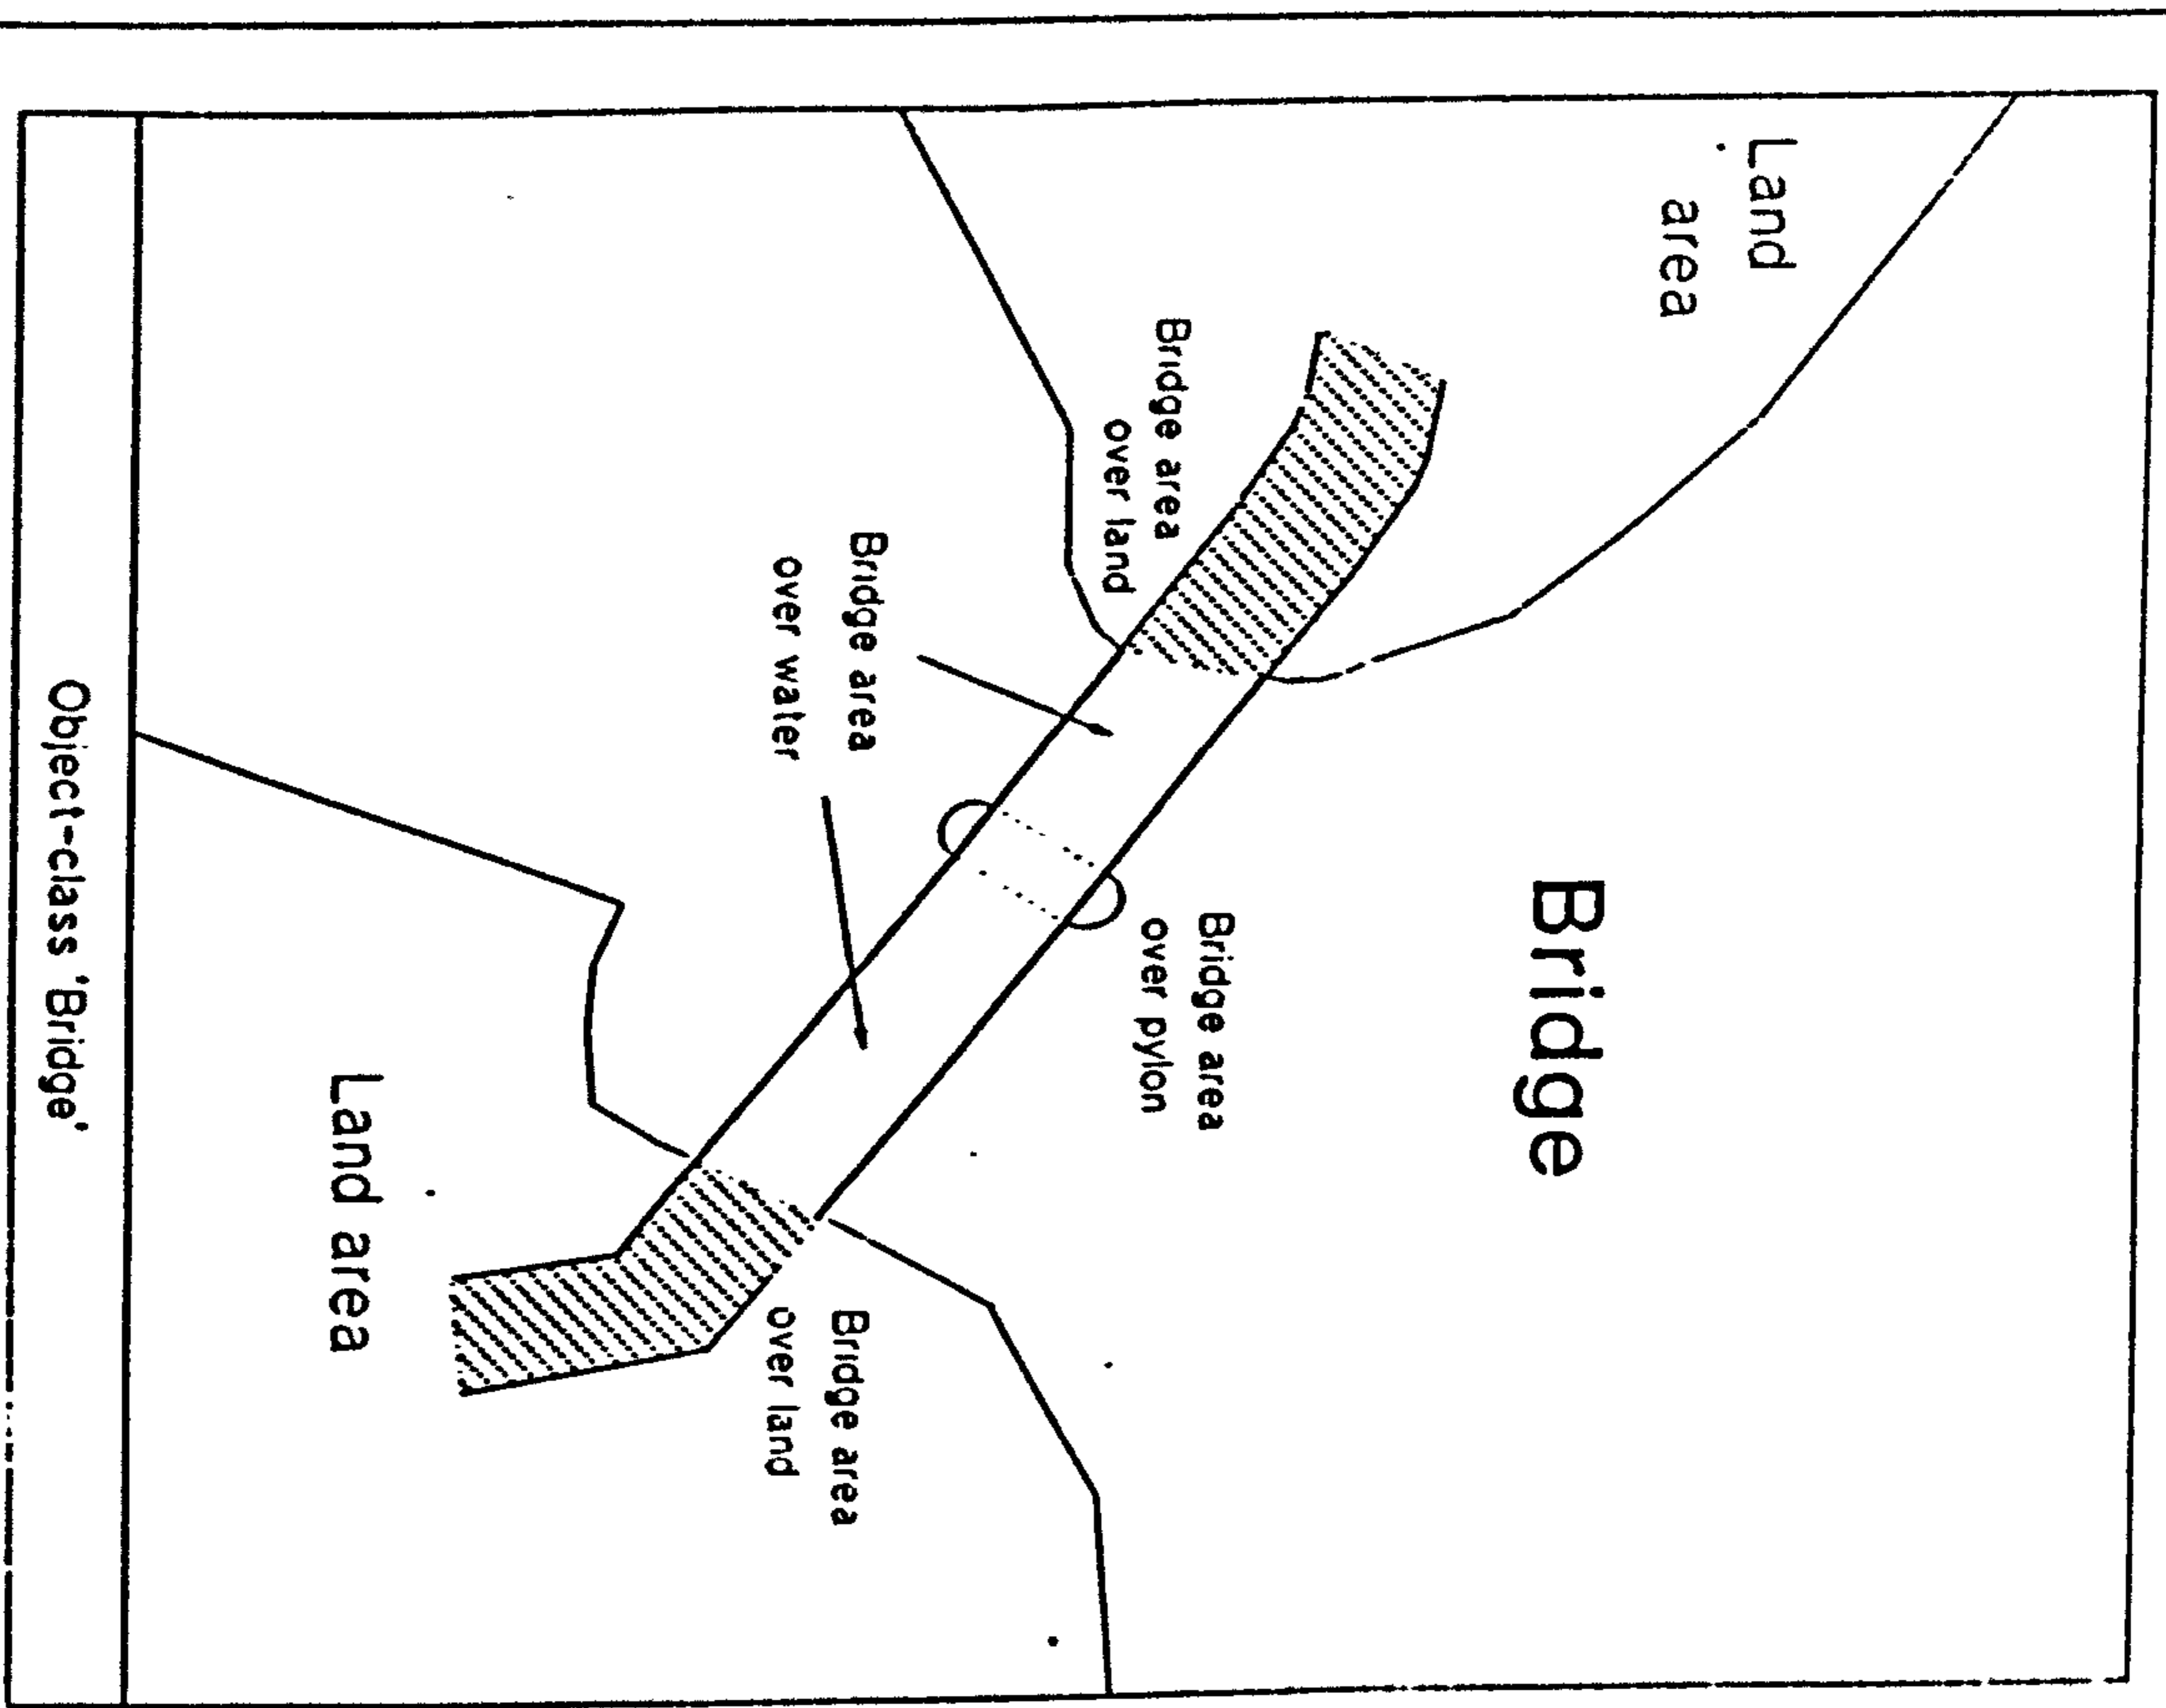 Bridge
Land
area
Bridge area
over land
Bridge area
over pylon
Bridge area
over water
Bridge area
over land
Land area
Object-class 'Bridge'